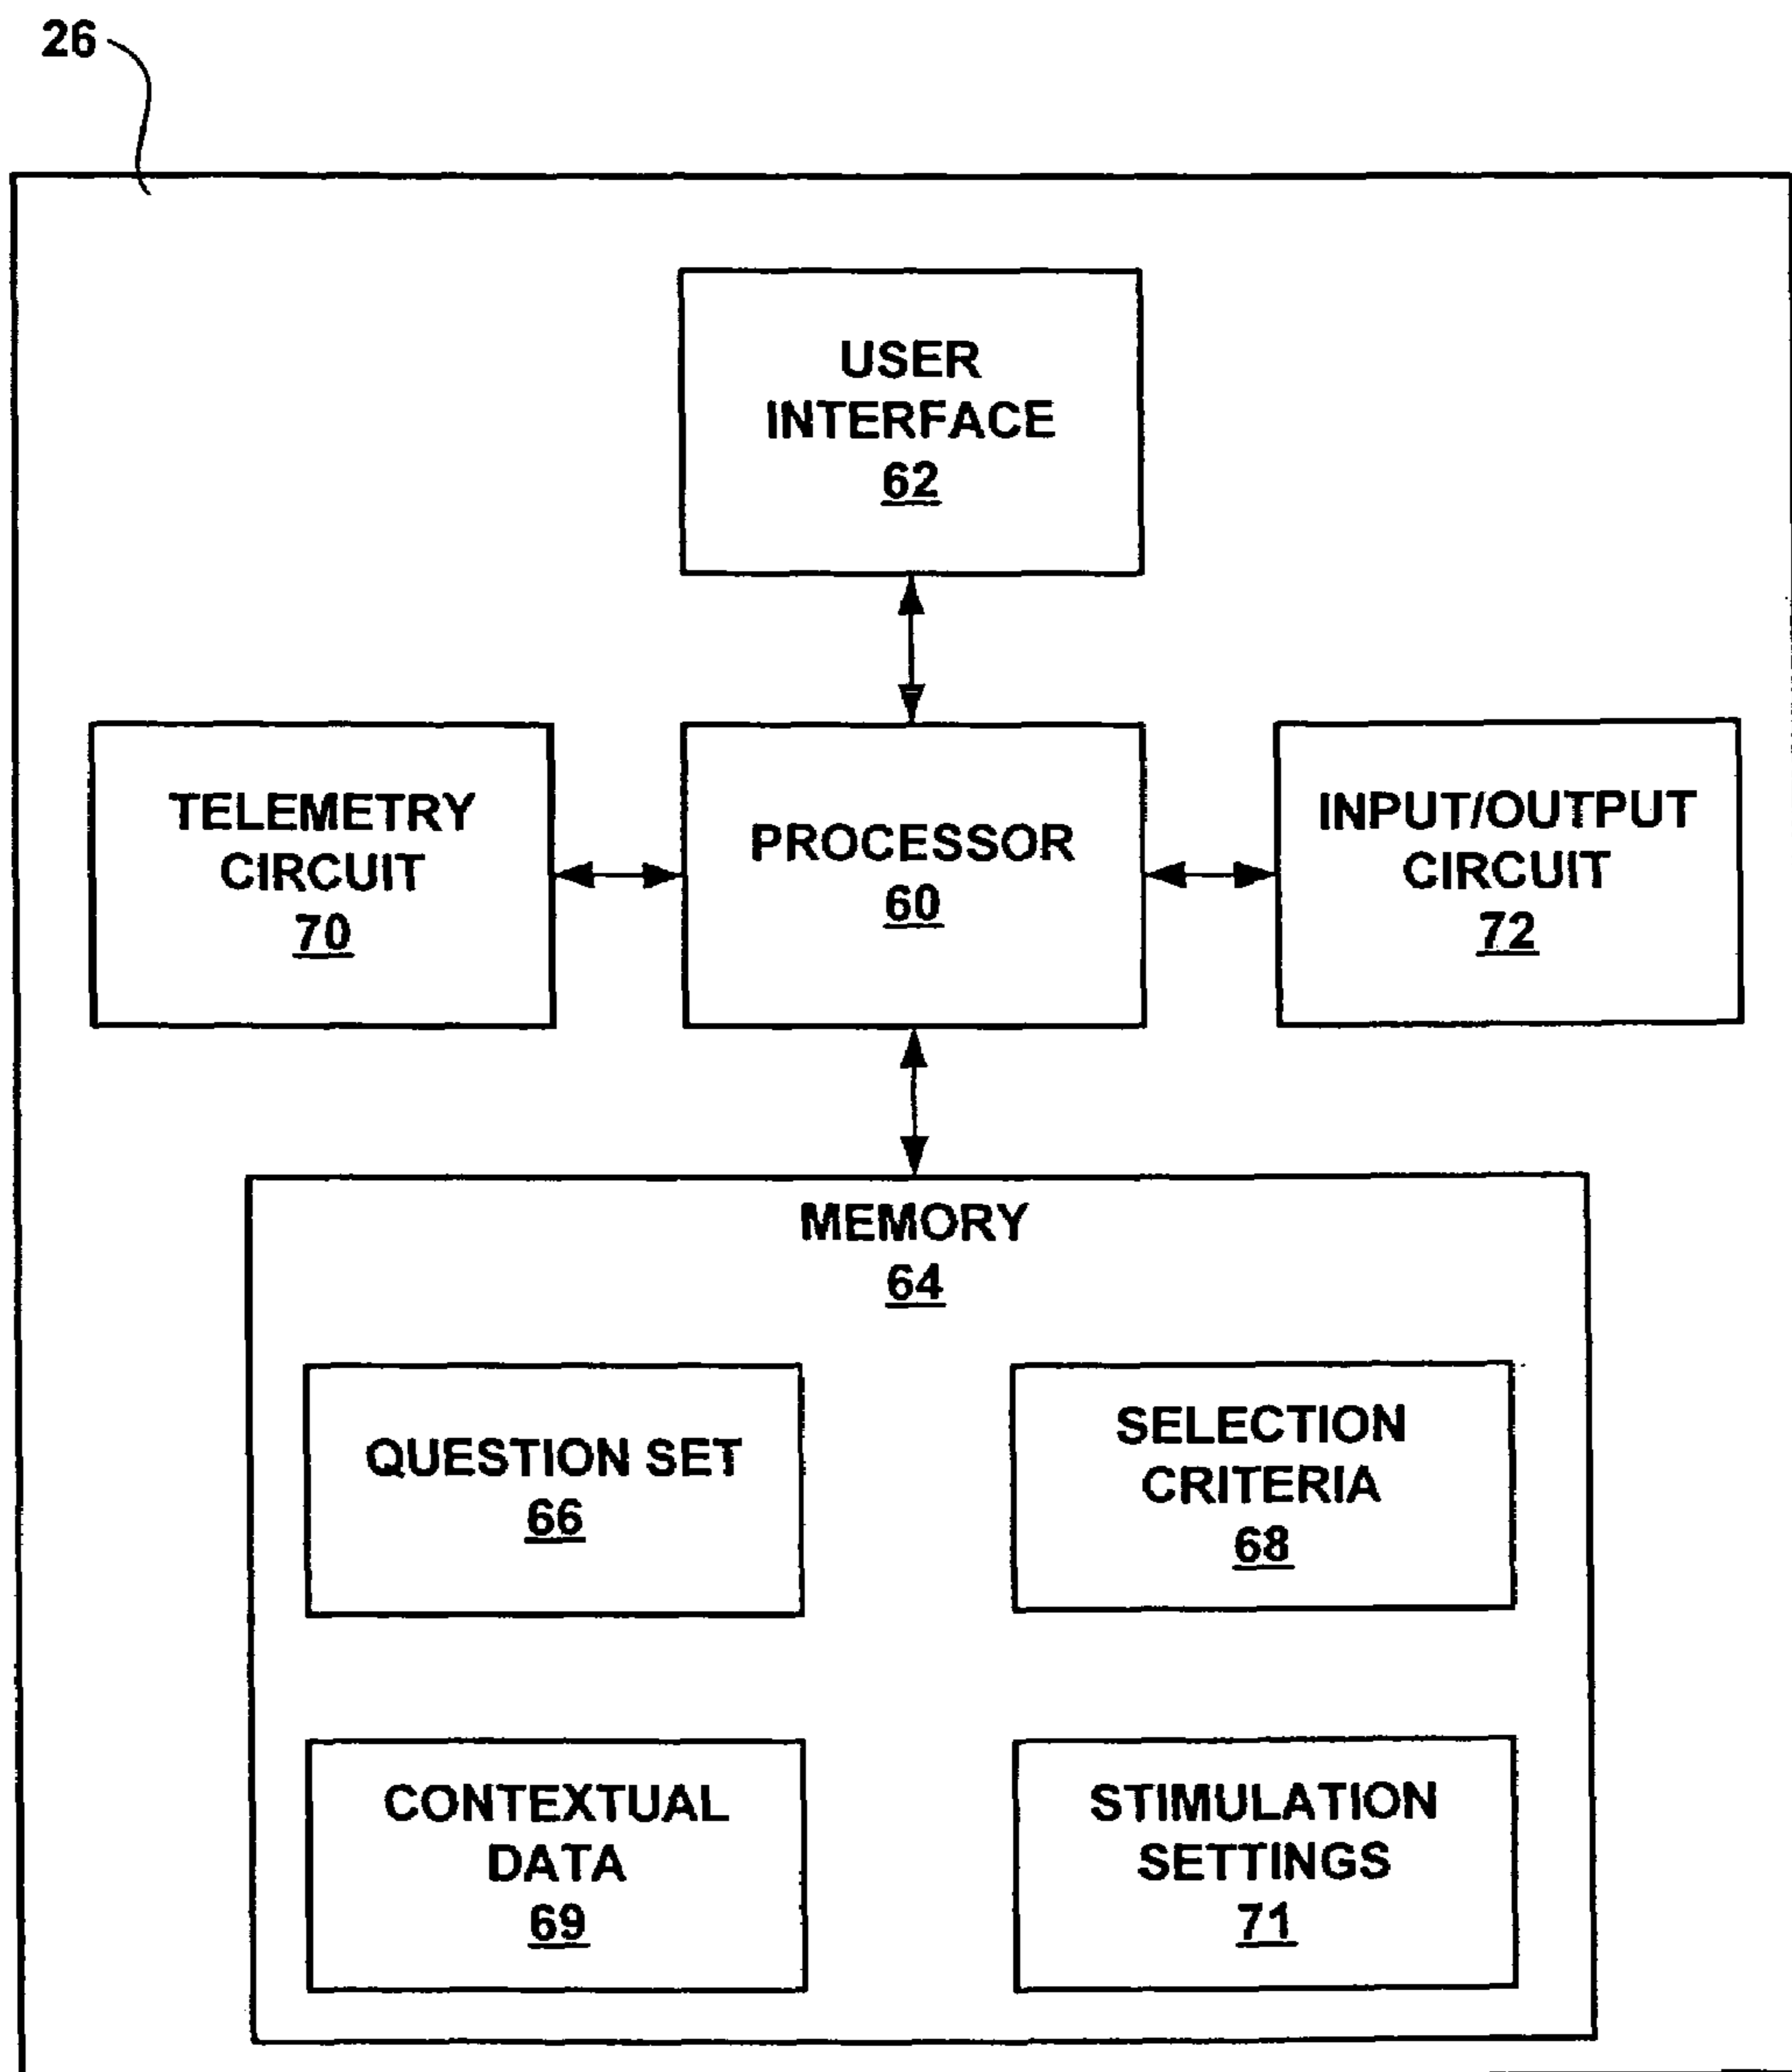 26
USER
INTERFACE
62
TELEMETRY
CIRCUIT
70
PROCESSOR
60
INPUT/OUTPUT
CIRCUIT
72
MEMORY
64
QUESTION SET
66
SELECTION
CRITERIA
68
CONTEXTUAL
DATA
69
STIMULATION
SETTINGS
71